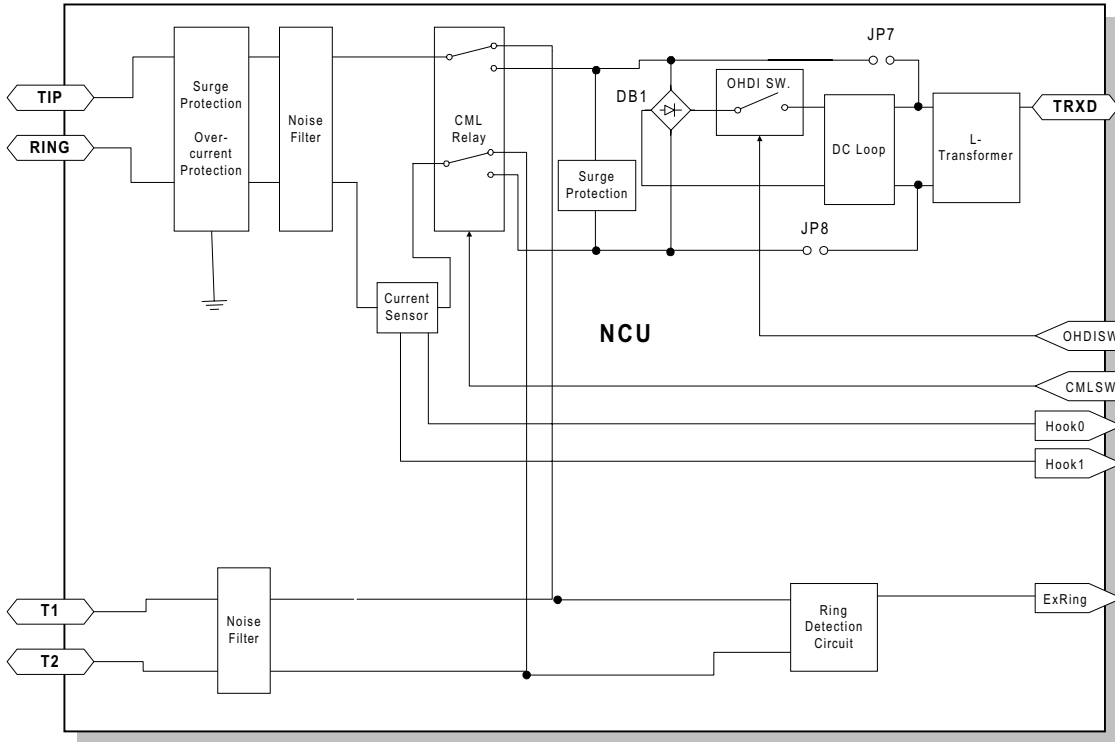 JP7
TIP
RING
Surge
Protection
Over-
current
Protection
Noise
Filter
CML
Relay
DB1
OHDI SW.
DC Loop
L-
Transformer
TRXD
Surge
Protection
JP8
Current
Sensor
NCU
OHDISW
CMLSW
Hook0
Hook1
T1
T2
Noise
Filter
Ring
Detection
Circuit
ExRing